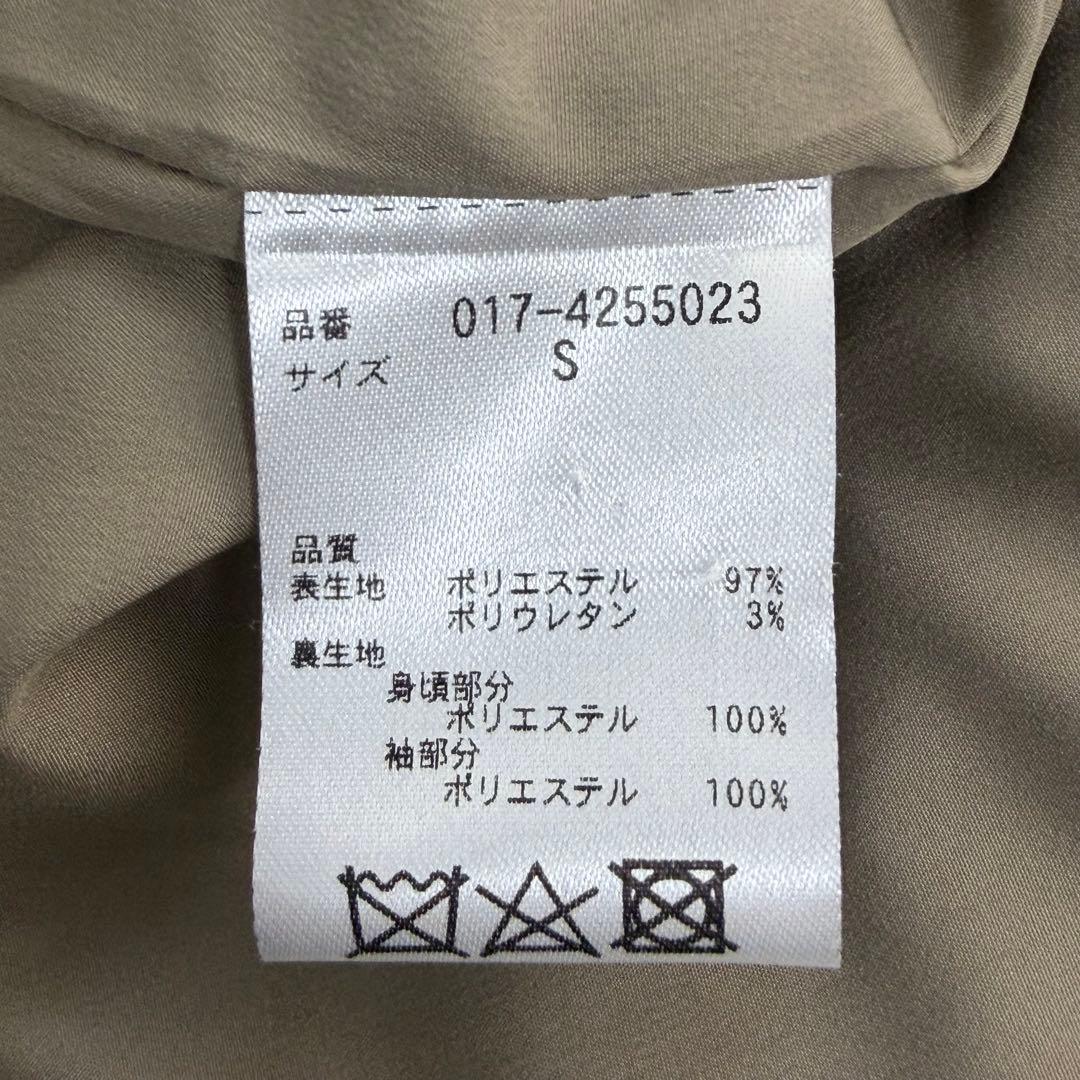 品番 017-4255023
サイズ S
品質
表生地 ポリエステル 97%
ポリウレタン 3%
裏生地
身頃部分
ポリエステル 100%
袖部分
ポリエステル 100%